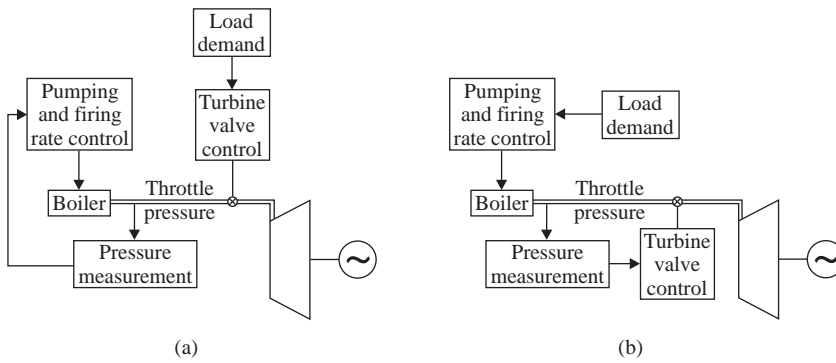 Load
demand
Pumping
and firing
rate control
Turbine
valve
control
Boiler
Throttle
pressure
Pressure
measurement
~
(a)
Pumping
and firing
rate control
Load
demand
Boiler
Throttle
pressure
Pressure
measurement
Turbine
valve
control
~
(b)